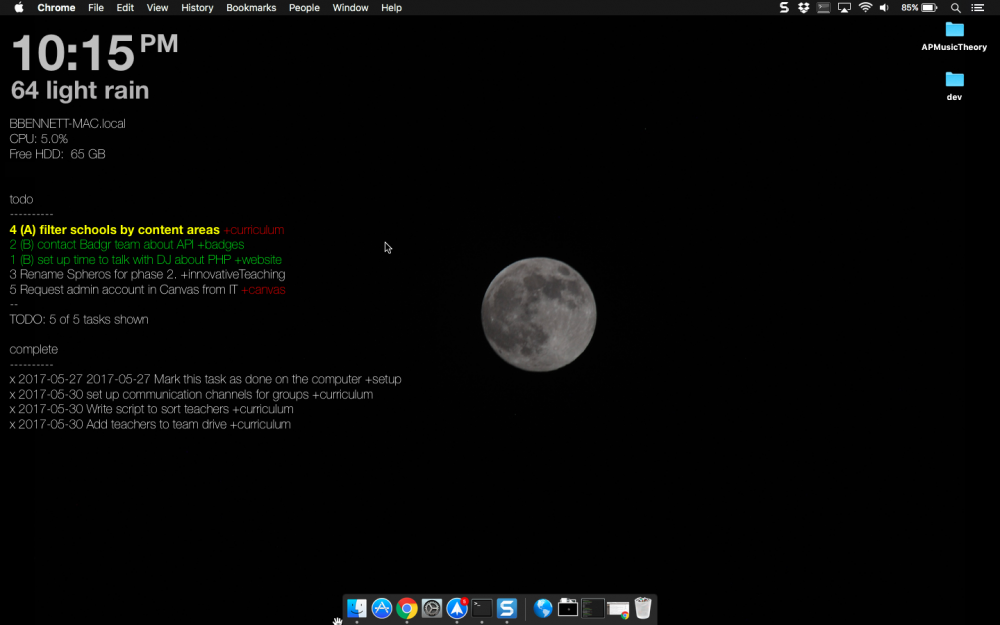 Chrome File Edit View History Bookmarks People Window Help 85%
10:15 PM
64 light rain
BBENNETT-MAC.local
CPU: 5.0%
Free HDD: 65 GB
todo
----------
4 (A) filter schools by content areas +curriculum
2 (B) contact Badgr team about API +badges
1 (B) set up time to talk with DJ about PHP +website
3 Rename Spheros for phase 2. +innovativeTeaching
5 Request admin account in Canvas from IT +canvas
--
TODO: 5 of 5 tasks shown
complete
----------
x 2017-05-27 2017-05-27 Mark this task as done on the computer +setup
x 2017-05-30 set up communication channels for groups +curriculum
x 2017-05-30 Write script to sort teachers +curriculum
x 2017-05-30 Add teachers to team drive +curriculum
APMusicTheory
dev